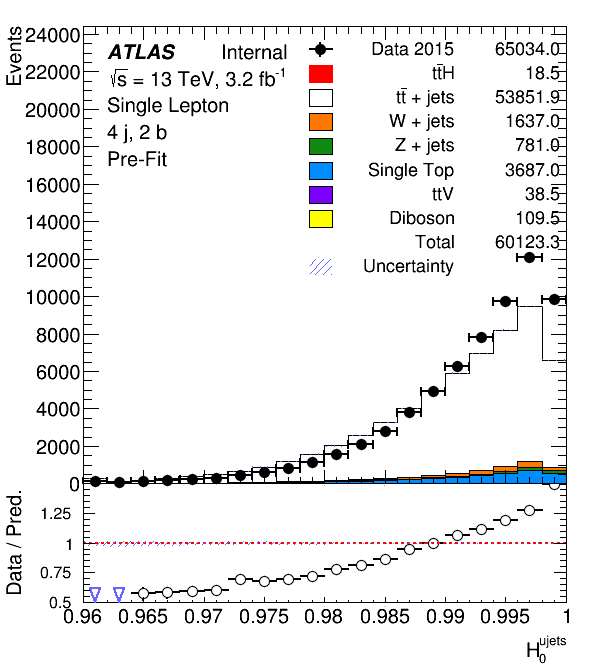 Events
24000
22000
20000
18000
16000
14000
12000
10000
8000
6000
4000
2000
0
ATLAS Internal
√s = 13 TeV, 3.2 fb⁻¹
Single Lepton
4 j, 2 b
Pre-Fit
Data 2015 65034.0
tt̄H 18.5
tt̄ + jets 53851.9
W + jets 1637.0
Z + jets 781.0
Single Top 3687.0
ttV 38.5
Diboson 109.5
Total 60123.3
Uncertainty
Data / Pred.
1.25
1
0.75
0.5
0.96 0.965 0.97 0.975 0.98 0.985 0.99 0.995 1
H₀ᵘʲᵉᵗˢ